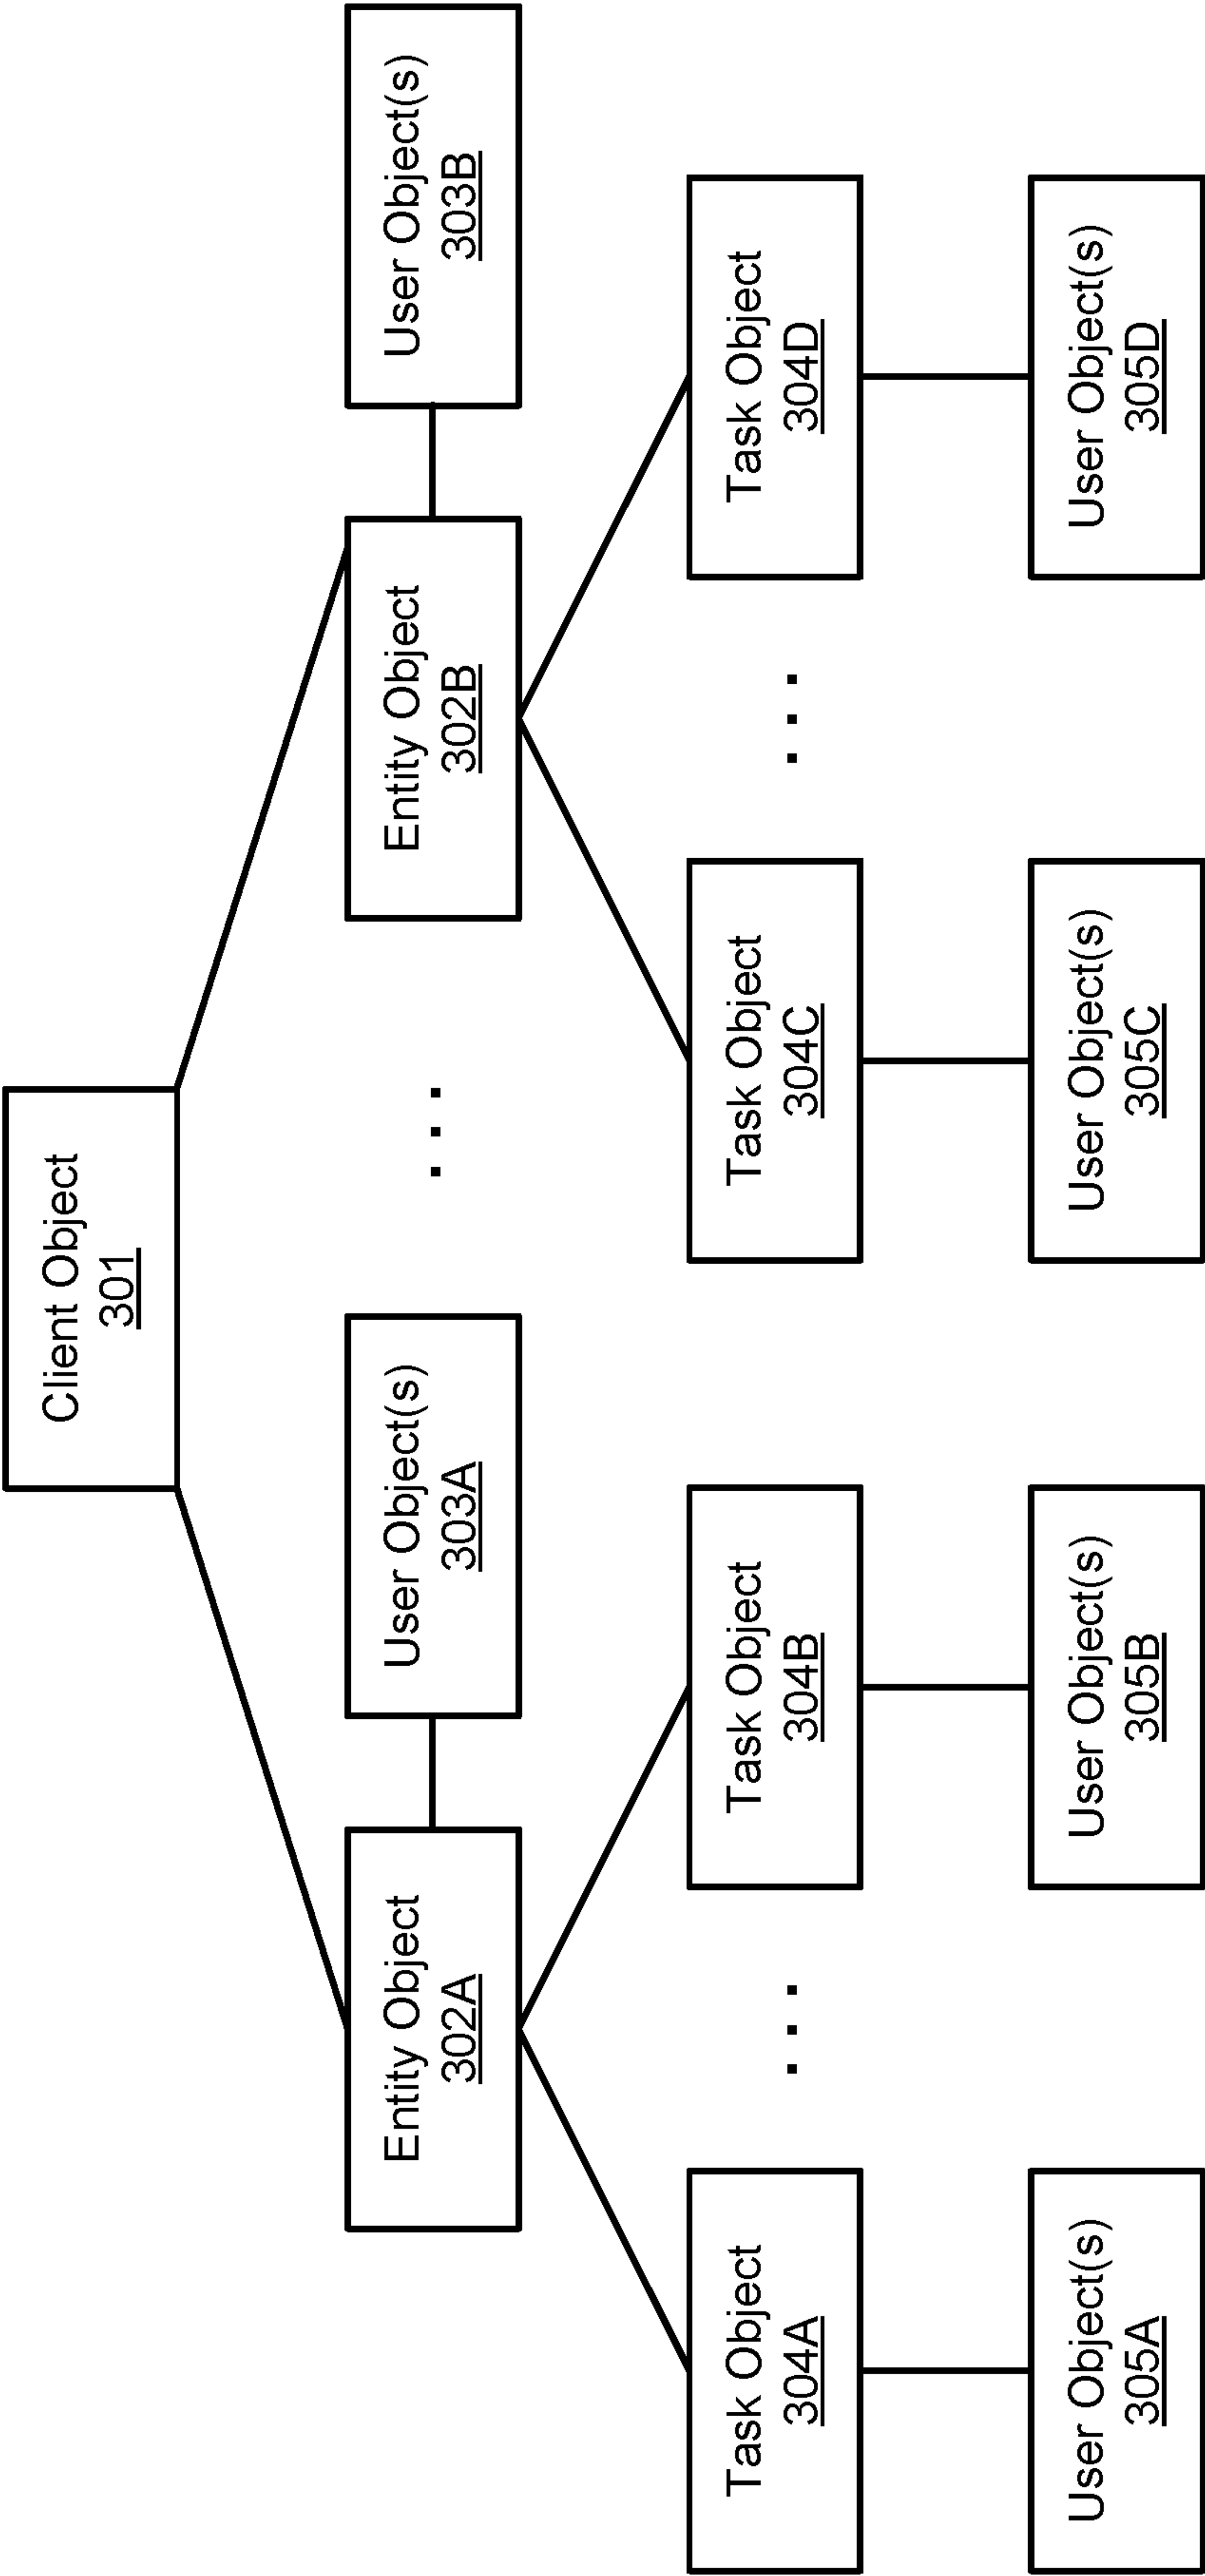 Client Object
301
Entity Object
302A
User Object(s)
303A
. . .
Entity Object
302B
User Object(s)
303B
Task Object
304A
. . .
Task Object
304B
Task Object
304C
. . .
Task Object
304D
User Object(s)
305A
User Object(s)
305B
User Object(s)
305C
User Object(s)
305D